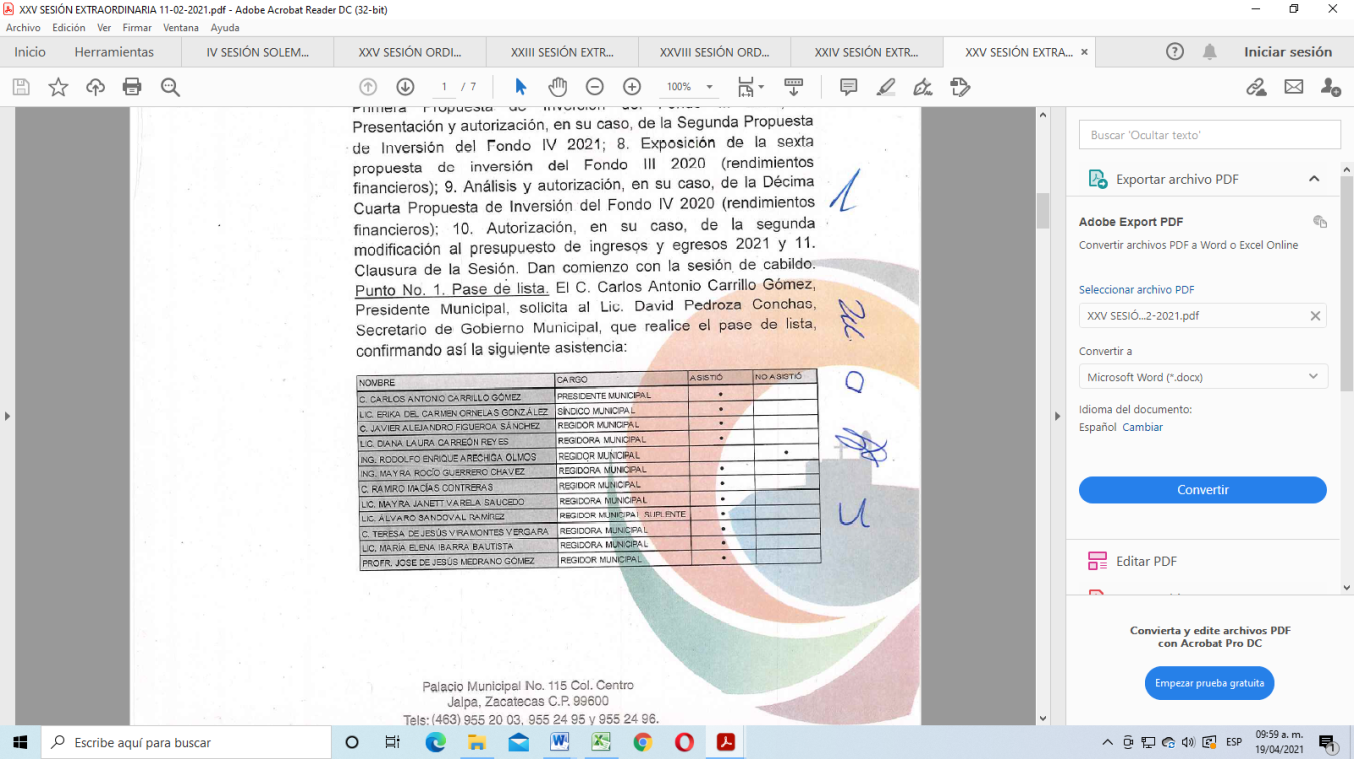 XXV SESIÓN EXTRAORDINARIA 11-02-2021.pdf - Adobe Acrobat Reader DC (32-bit)
Archivo Edición Ver Firmar Ventana Ayuda
Inicio Herramientas IV SESIÓN SOLEM... XXV SESIÓN ORDI... XXIII SESIÓN EXTR... XXVIII SESIÓN ORD... XXIV SESIÓN EXTR... XXV SESIÓN EXTRA... × Iniciar sesión
1 / 7 100%
Primera Propuesta de Inversión del Fondo
Presentación y autorización, en su caso, de la Segunda Propuesta
de Inversión del Fondo IV 2021; 8. Exposición de la sexta
propuesta de inversión del Fondo III 2020 (rendimientos
financieros); 9. Análisis y autorización, en su caso, de la Décima
Cuarta Propuesta de Inversión del Fondo IV 2020 (rendimientos
financieros); 10. Autorización, en su caso, de la segunda
modificación al presupuesto de ingresos y egresos 2021 y 11.
Clausura de la Sesión. Dan comienzo con la sesión de cabildo.
Punto No. 1. Pase de lista. El C. Carlos Antonio Carrillo Gómez,
Presidente Municipal, solicita al Lic. David Pedroza Conchas,
Secretario de Gobierno Municipal, que realice el pase de lista,
confirmando así la siguiente asistencia:
NOMBRE CARGO ASISTIÓ NO ASISTIÓ
C. CARLOS ANTONO CARRILLO GÓMEZ PRESIDENTE MUNICIPAL •
LIC. ERIKA DEL CARMEN ORNELAS GONZÁLEZ SÍNDICO MUNICIPAL •
C. JAVIER ALEJANDRO FIGUEROA SÁNCHEZ REGIDOR MUNICIPAL •
LIC. DIANA LAURA CARREÓN REYES REGIDORA MUNICIPAL •
ING. RODOLFO ENRIQUE ARECHIGA OLMOS REGIDOR MUNICIPAL •
ING. MAYRA ROCÍO GUERRERO CHAVEZ REGIDORA MUNICIPAL •
C. RAMIRO MACÍAS CONTRERAS REGIDOR MUNICIPAL •
LIC. MAYRA JANETT VARELA SAUCEDO REGIDORA MUNICIPAL •
LIC. ÁLVARO SANDOVAL RAMÍREZ REGIDOR MUNICIPAL SUPLENTE •
C. TERESA DE JESÚS VIRAMONTES VERGARA REGIDORA MUNICIPAL •
LIC. MARÍA ELENA IBARRA BAUTISTA REGIDORA MUNICIPAL •
PROFR. JOSE DE JESÚS MEDRANO GÓMEZ REGIDOR MUNICIPAL •
Palacio Municipal No. 115 Col. Centro
Jalpa, Zacatecas C.P. 99600
Tels: (463) 955 20 03, 955 24 95 y 955 24 96.
Buscar 'Ocultar texto'
Exportar archivo PDF
Adobe Export PDF
Convertir archivos PDF a Word o Excel Online
Seleccionar archivo PDF
XXV SESIÓ...2-2021.pdf
Convertir a
Microsoft Word (*.docx)
Idioma del documento:
Español Cambiar
Convertir
Editar PDF
Convierta y edite archivos PDF
con Acrobat Pro DC
Empezar prueba gratuita
Escribe aquí para buscar
ESP
09:59 a. m.
19/04/2021
1